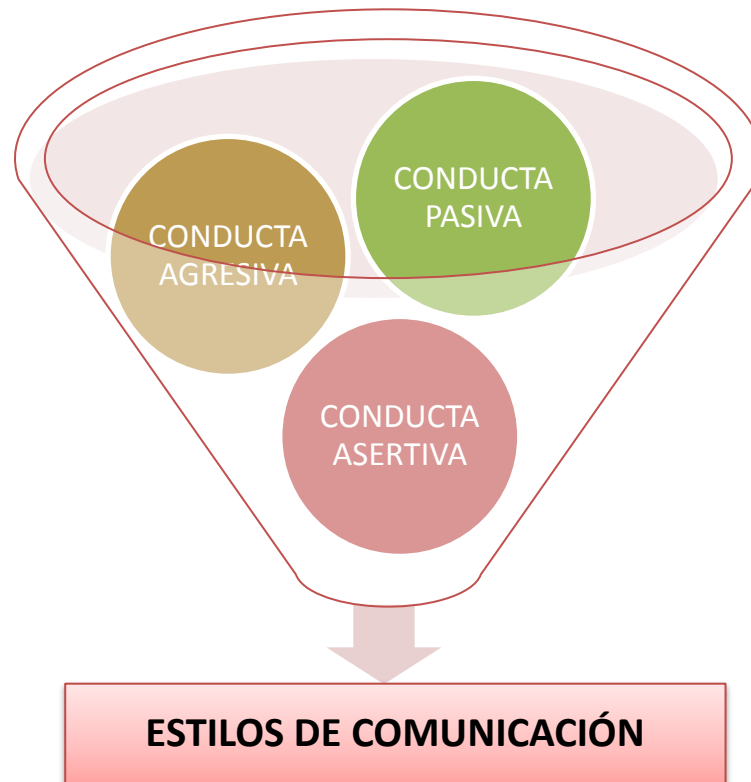 CONDUCTA
PASIVA
CONDUCTA
AGRESIVA
CONDUCTA
ASERTIVA
ESTILOS DE COMUNICACIÓN